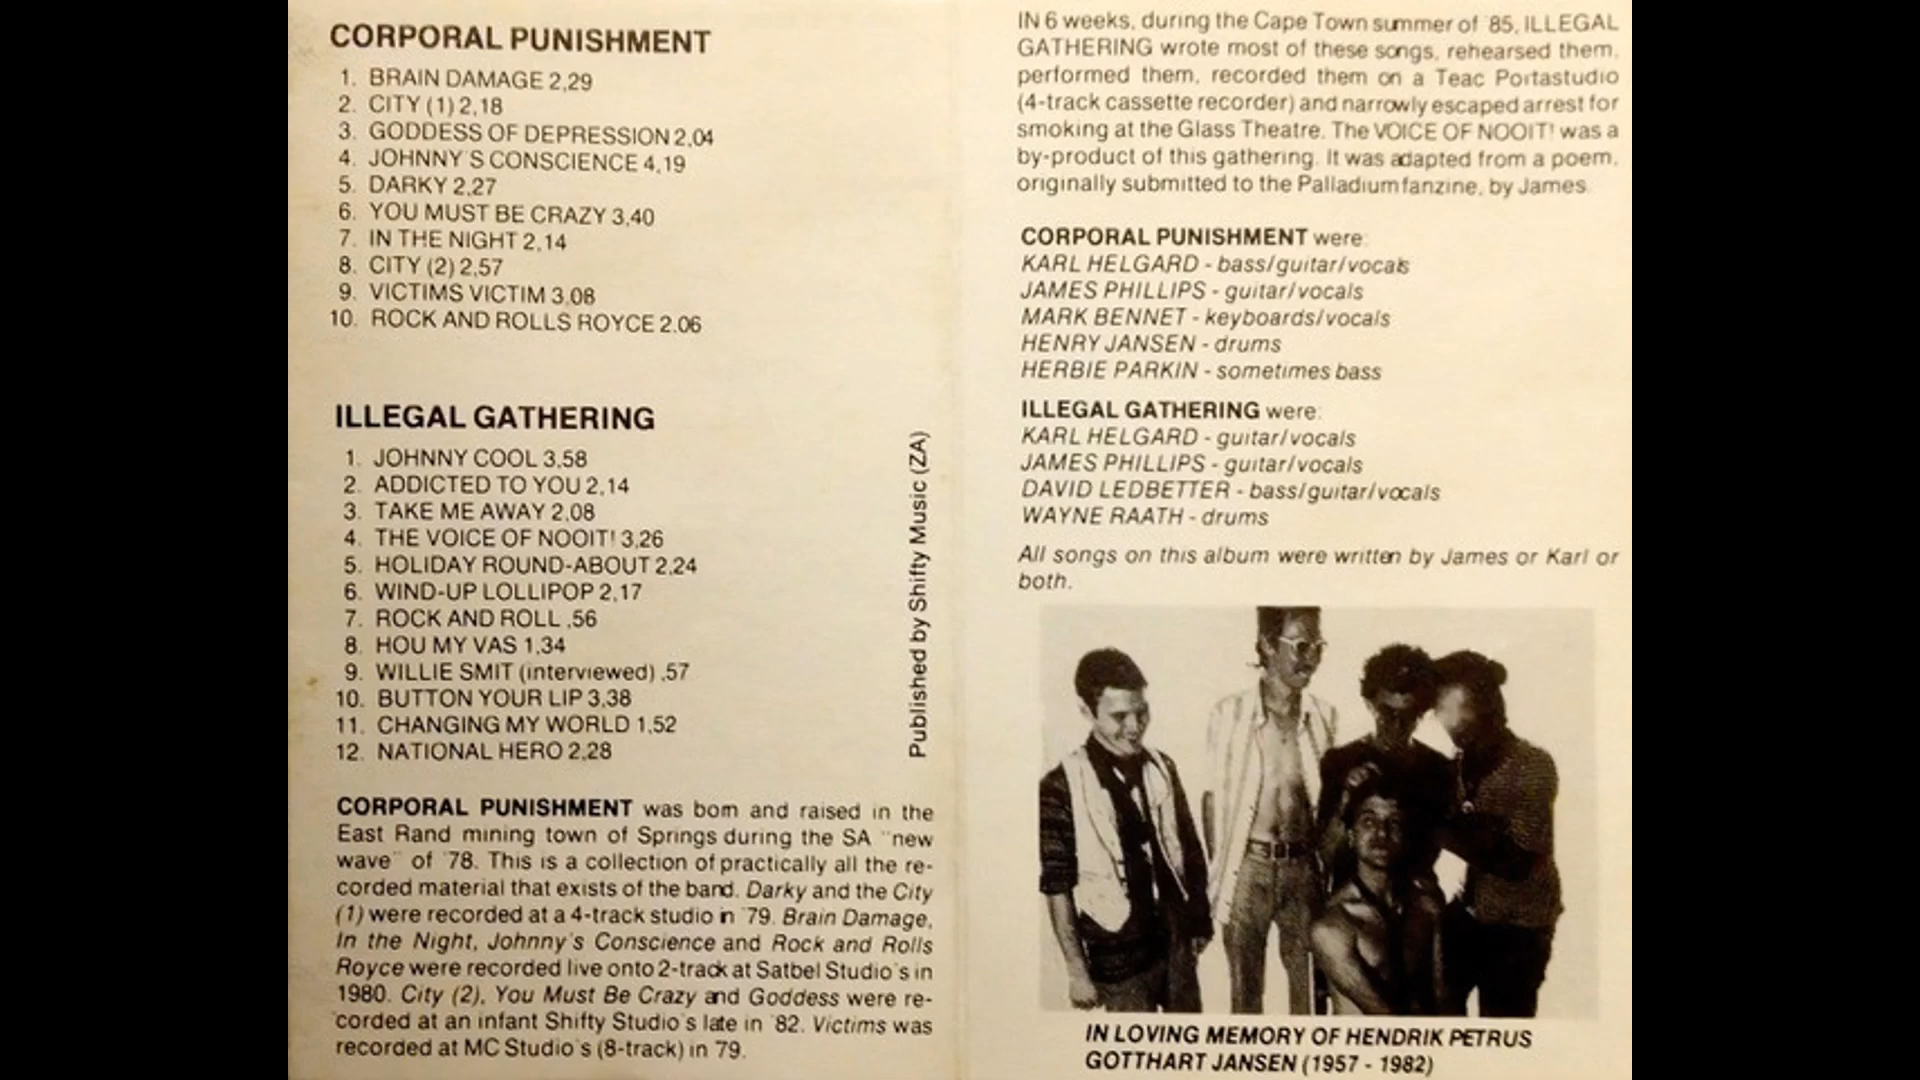 CORPORAL PUNISHMENT
1. BRAIN DAMAGE 2,29
2. CITY (1) 2,18
3. GODDESS OF DEPRESSION 2,04
4. JOHNNY'S CONSCIENCE 4,19
5. DARKY 2,27
6. YOU MUST BE CRAZY 3,40
7. IN THE NIGHT 2,14
8. CITY (2) 2,57
9. VICTIMS VICTIM 3,08
10. ROCK AND ROLLS ROYCE 2.06
ILLEGAL GATHERING
1. JOHNNY COOL 3,58
2. ADDICTED TO YOU 2,14
3. TAKE ME AWAY 2,08
4. THE VOICE OF NOOIT! 3,26
5. HOLIDAY ROUND-ABOUT 2,24
6. WIND-UP LOLLIPOP 2,17
7. ROCK AND ROLL ,56
8. HOU MY VAS 1,34
9. WILLIE SMIT (interviewed) ,57
10. BUTTON YOUR LIP 3,38
11. CHANGING MY WORLD 1,52
12. NATIONAL HERO 2,28
CORPORAL PUNISHMENT was born and raised in the
East Rand mining town of Springs during the SA "new
wave" of '78. This is a collection of practically all the re-
corded material that exists of the band. Darky and the City
(1) were recorded at a 4-track studio in '79. Brain Damage,
In the Night, Johnny's Conscience and Rock and Rolls
Royce were recorded live onto 2-track at Satbel Studio's in
1980. City (2), You Must Be Crazy and Goddess were re-
corded at an infant Shifty Studio's late in '82. Victims was
recorded at MC Studio's (8-track) in 79.
Published by Shifty Music (ZA)
IN 6 weeks, during the Cape Town summer of '85, ILLEGAL
GATHERING wrote most of these songs, rehearsed them,
performed them, recorded them on a Teac Portastudio
(4-track cassette recorder) and narrowly escaped arrest for
smoking at the Glass Theatre. The VOICE OF NOOIT! was a
by-product of this gathering. It was adapted from a poem,
originally submitted to the Palladium fanzine, by James.
CORPORAL PUNISHMENT were:
KARL HELGARD - bass/guitar/vocals
JAMES PHILLIPS - guitar/vocals
MARK BENNET - keyboards/vocals
HENRY JANSEN - drums
HERBIE PARKIN - sometimes bass
ILLEGAL GATHERING were:
KARL HELGARD - guitar/vocals
JAMES PHILLIPS - guitar/vocals
DAVID LEDBETTER - bass/guitar/vocals
WAYNE RAATH - drums
All songs on this album were written by James or Karl or
both.
IN LOVING MEMORY OF HENDRIK PETRUS
GOTTHART JANSEN (1957 - 1982)